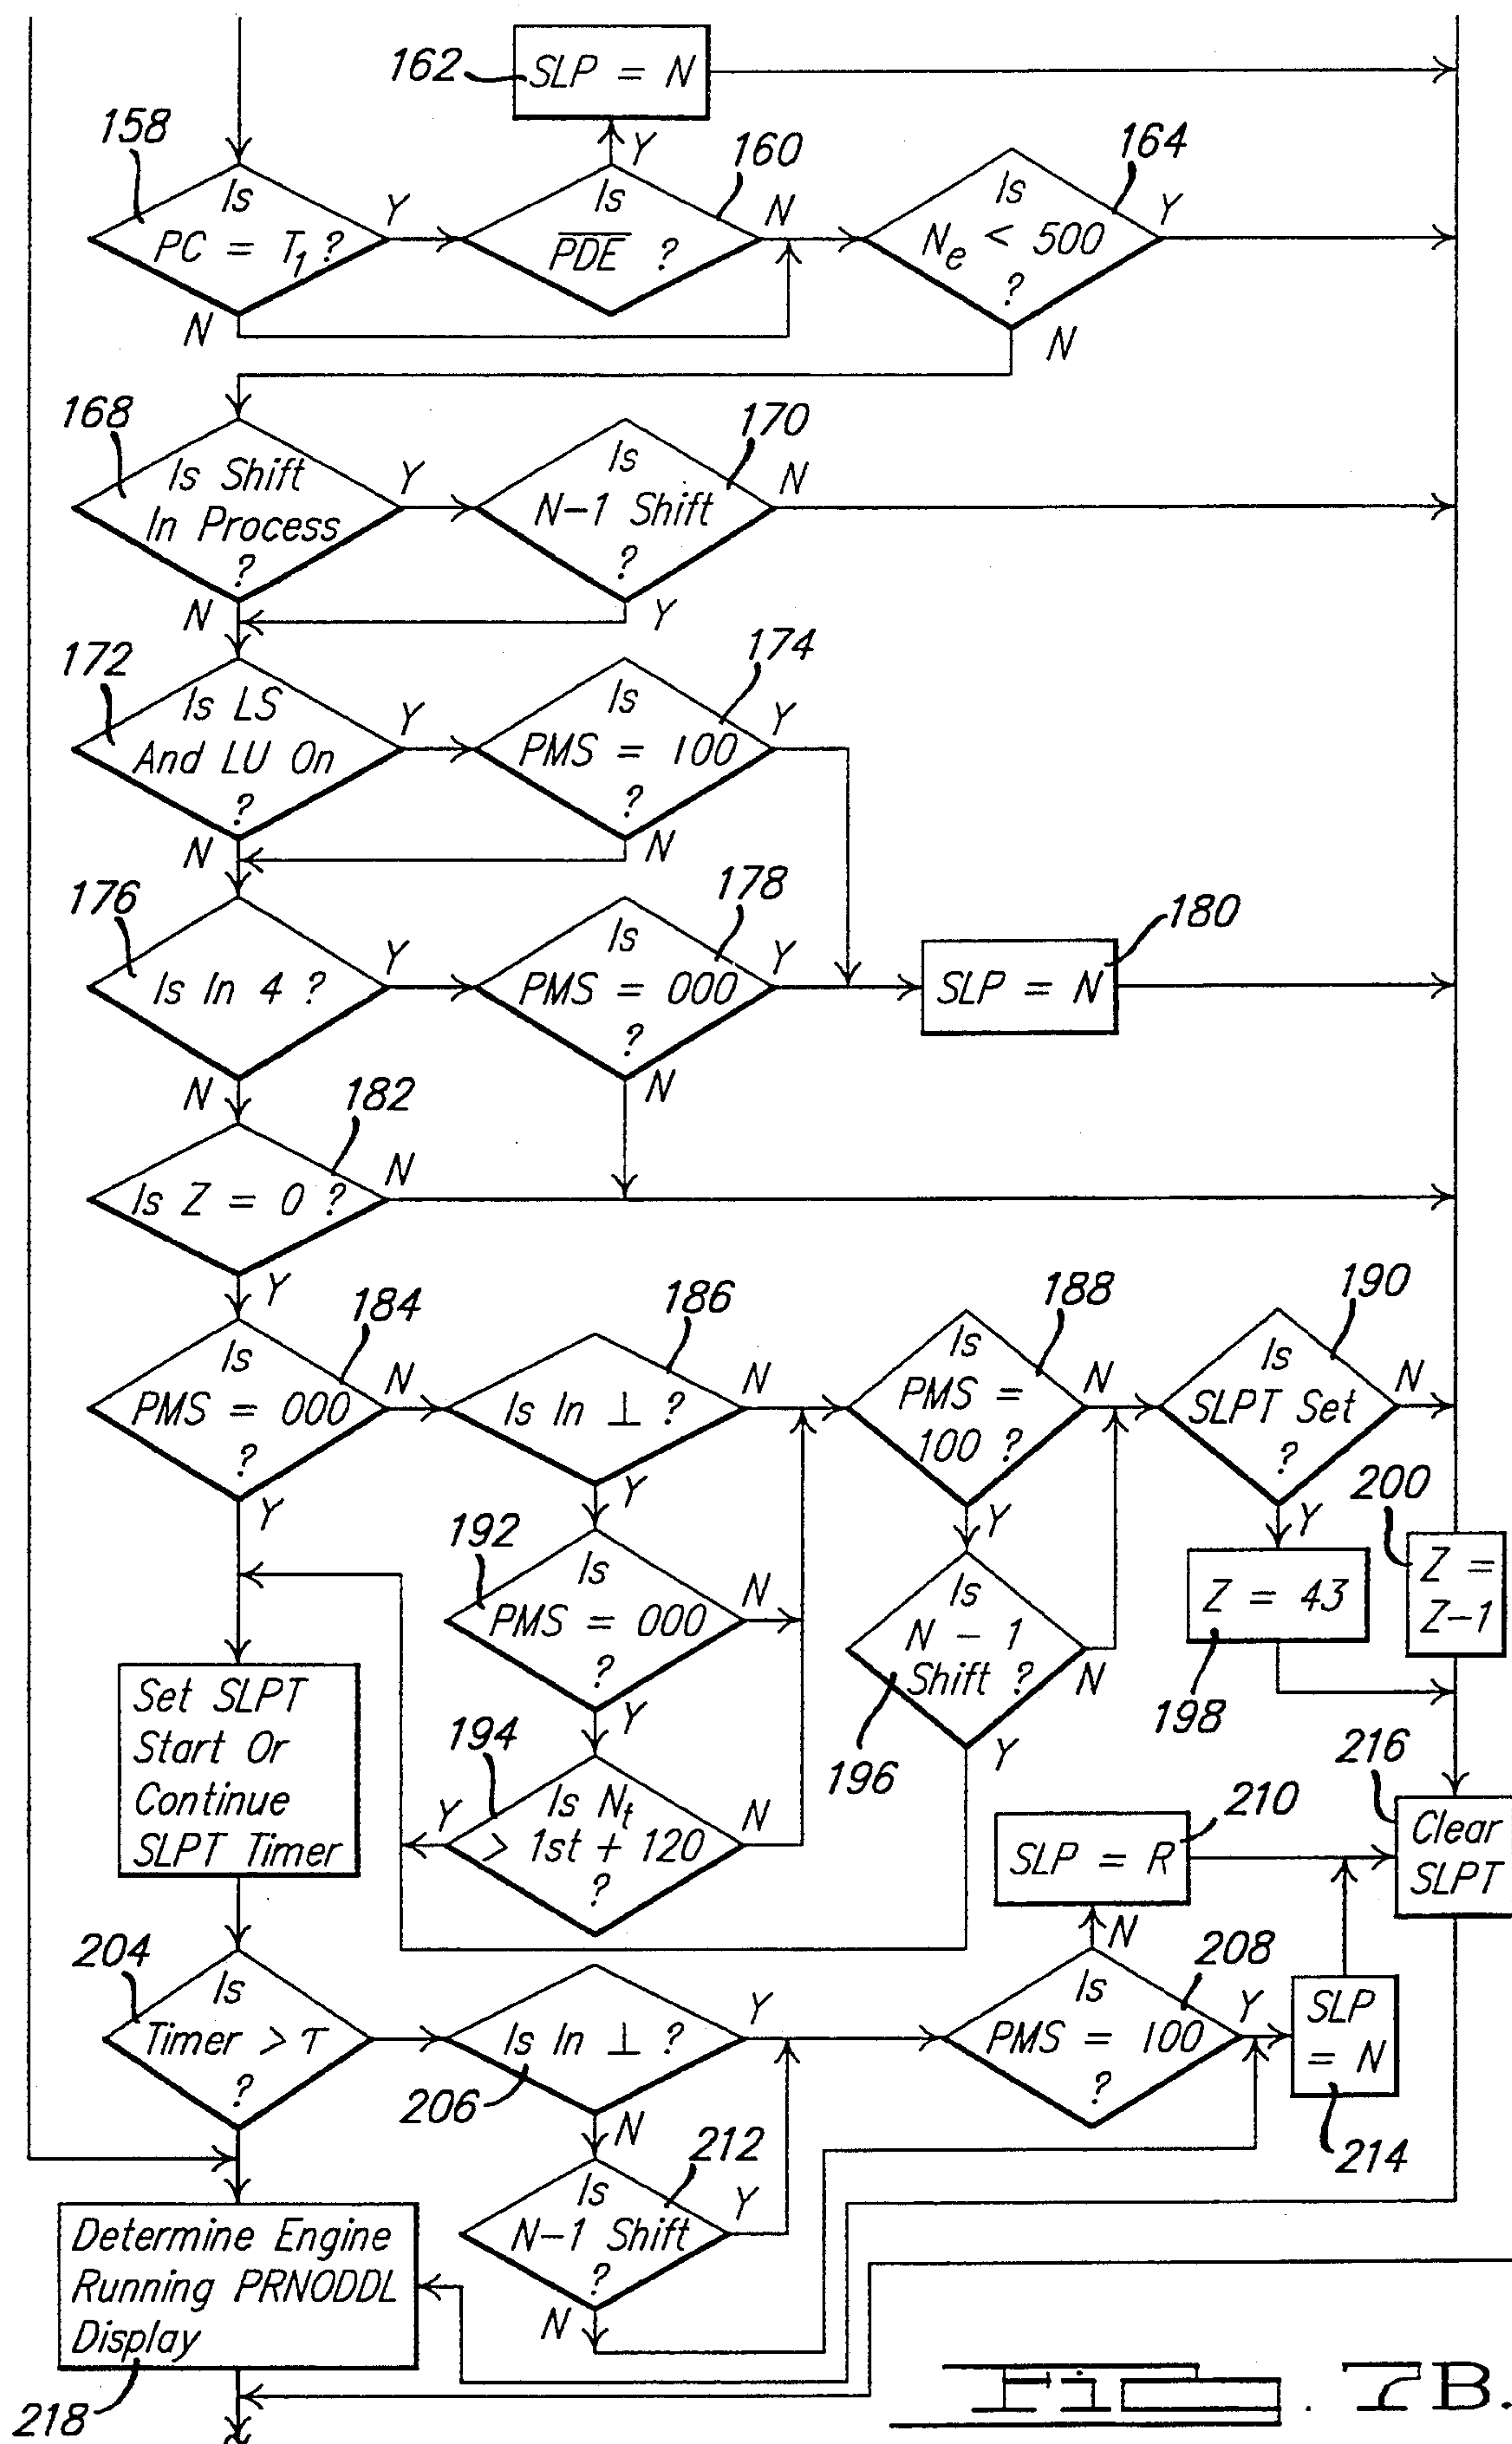 162
SLP = N
158
160
164
Is
PC = T1 ?
Y
N
Is
PDE ?
Y
N
Is
Ne < 500
?
Y
N
168
170
Is Shift
In Process
?
Y
N
Is
N-1 Shift
?
N
Y
172
174
Is LS
And LU On
?
Y
N
Is
PMS = 100
?
Y
N
176
178
180
Is In 4 ?
Y
N
Is
PMS = 000
?
Y
N
SLP = N
182
Is Z = 0 ?
N
Y
184
186
188
190
Is
PMS = 000
?
N
Y
Is In ⊥ ?
N
Y
Is
PMS =
100 ?
N
Y
Is
SLPT Set
?
N
Y
192
Is
PMS = 000
?
N
Y
196
Is
N - 1
Shift ?
N
Y
198
Z = 43
200
Z =
Z-1
194
Is Nt
> 1st + 120
?
Y
N
Set SLPT
Start Or
Continue
SLPT Timer
210
SLP = R
216
Clear
SLPT
204
Is
Timer > τ
?
206
Is In ⊥ ?
Y
N
208
Is
PMS = 100
?
N
Y
SLP
= N
214
212
Is
N-1 Shift
?
Y
N
Determine Engine
Running PRNODDL
Display
218
FIG. 7B.